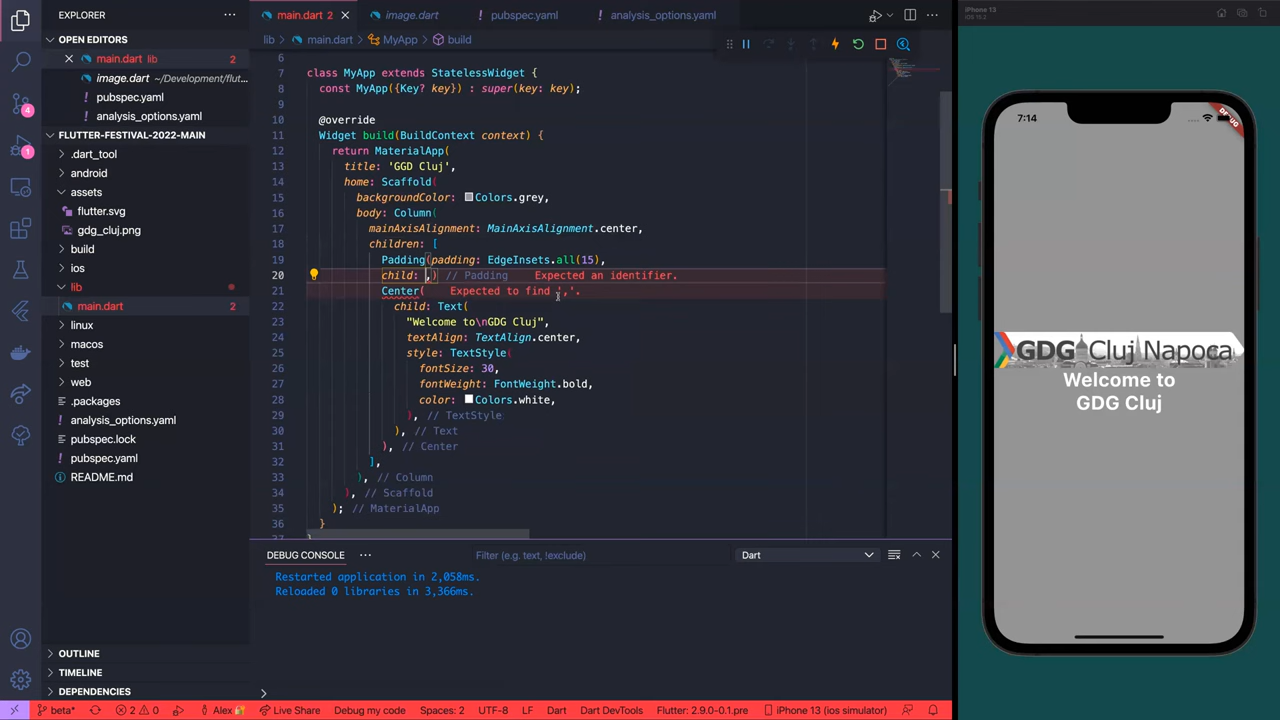 EXPLORER
OPEN EDITORS
main.dart lib 2
image.dart ~/Development/flut...
pubspec.yaml
analysis_options.yaml
FLUTTER-FESTIVAL-2022-MAIN
.dart_tool
android
assets
flutter.svg
gdg_cluj.png
build
ios
lib
main.dart 2
linux
macos
test
web
.packages
analysis_options.yaml
pubspec.lock
pubspec.yaml
README.md
OUTLINE
TIMELINE
DEPENDENCIES
4
1
main.dart 2
image.dart
pubspec.yaml
analysis_options.yaml
lib > main.dart > MyApp > build
6
7 class MyApp extends StatelessWidget {
8 const MyApp({Key? key}) : super(key: key);
9
10 @override
11 Widget build(BuildContext context) {
12 return MaterialApp(
13 title: 'GGD Cluj',
14 home: Scaffold(
15 backgroundColor: Colors.grey,
16 body: Column(
17 mainAxisAlignment: MainAxisAlignment.center,
18 children: [
19 Padding(padding: EdgeInsets.all(15),
20 child: ,) // Padding Expected an identifier.
21 Center( Expected to find ','.
22 child: Text(
23 "Welcome to\nGDG Cluj",
24 textAlign: TextAlign.center,
25 style: TextStyle(
26 fontSize: 30,
27 fontWeight: FontWeight.bold,
28 color: Colors.white,
29 ), // TextStyle
30 ), // Text
31 ), // Center
32 ],
33 ), // Column
34 ), // Scaffold
35 ); // MaterialApp
36 }
DEBUG CONSOLE
Filter (e.g. text, !exclude)
Dart
Restarted application in 2,058ms.
Reloaded 0 libraries in 3,366ms.
beta* 2 0 Alex Live Share Debug my code Spaces: 2 UTF-8 LF Dart Dart DevTools Flutter: 2.9.0-0.1.pre iPhone 13 (ios simulator)
iPhone 13
7:14
DEBUG
GDG Cluj Napoca
Welcome to
GDG Cluj